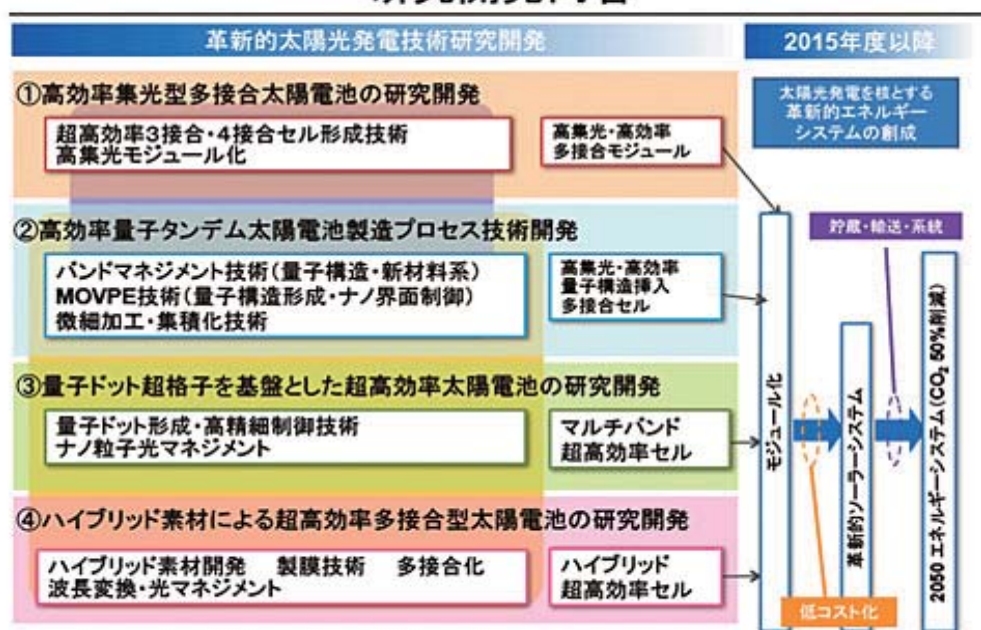 革新的太陽光発電技術研究開発
2015年度以降
①高効率集光型多接合太陽電池の研究開発
超高効率3接合・4接合セル形成技術
高集光モジュール化
高集光・高効率
多接合モジュール
太陽光発電を核とする
革新的エネルギー
システムの創成
②高効率量子タンデム太陽電池製造プロセス技術開発
バンドマネジメント技術(量子構造・新材料系)
MOVPE技術(量子構造形成・ナノ界面制御)
微細加工・集積化技術
高集光・高効率
量子構造挿入
多接合セル
貯蔵・輸送・系統
③量子ドット超格子を基盤とした超高効率太陽電池の研究開発
量子ドット形成・高精細制御技術
ナノ粒子光マネジメント
マルチバンド
超高効率セル
④ハイブリッド素材による超高効率多接合型太陽電池の研究開発
ハイブリッド素材開発 製膜技術 多接合化
波長変換・光マネジメント
ハイブリッド
超高効率セル
モジュール化
革新的ソーラーシステム
2050 エネルギーシステム(CO₂ 50%削減)
低コスト化